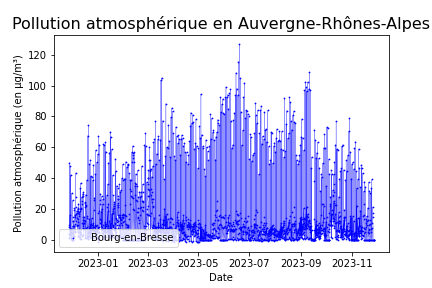 Pollution atmosphérique en Auvergne-Rhônes-Alpes
Pollution atmosphérique (en µg/m³)
120
100
80
60
40
20
0
Bourg-en-Bresse
2023-01 2023-03 2023-05 2023-07 2023-09 2023-11
Date